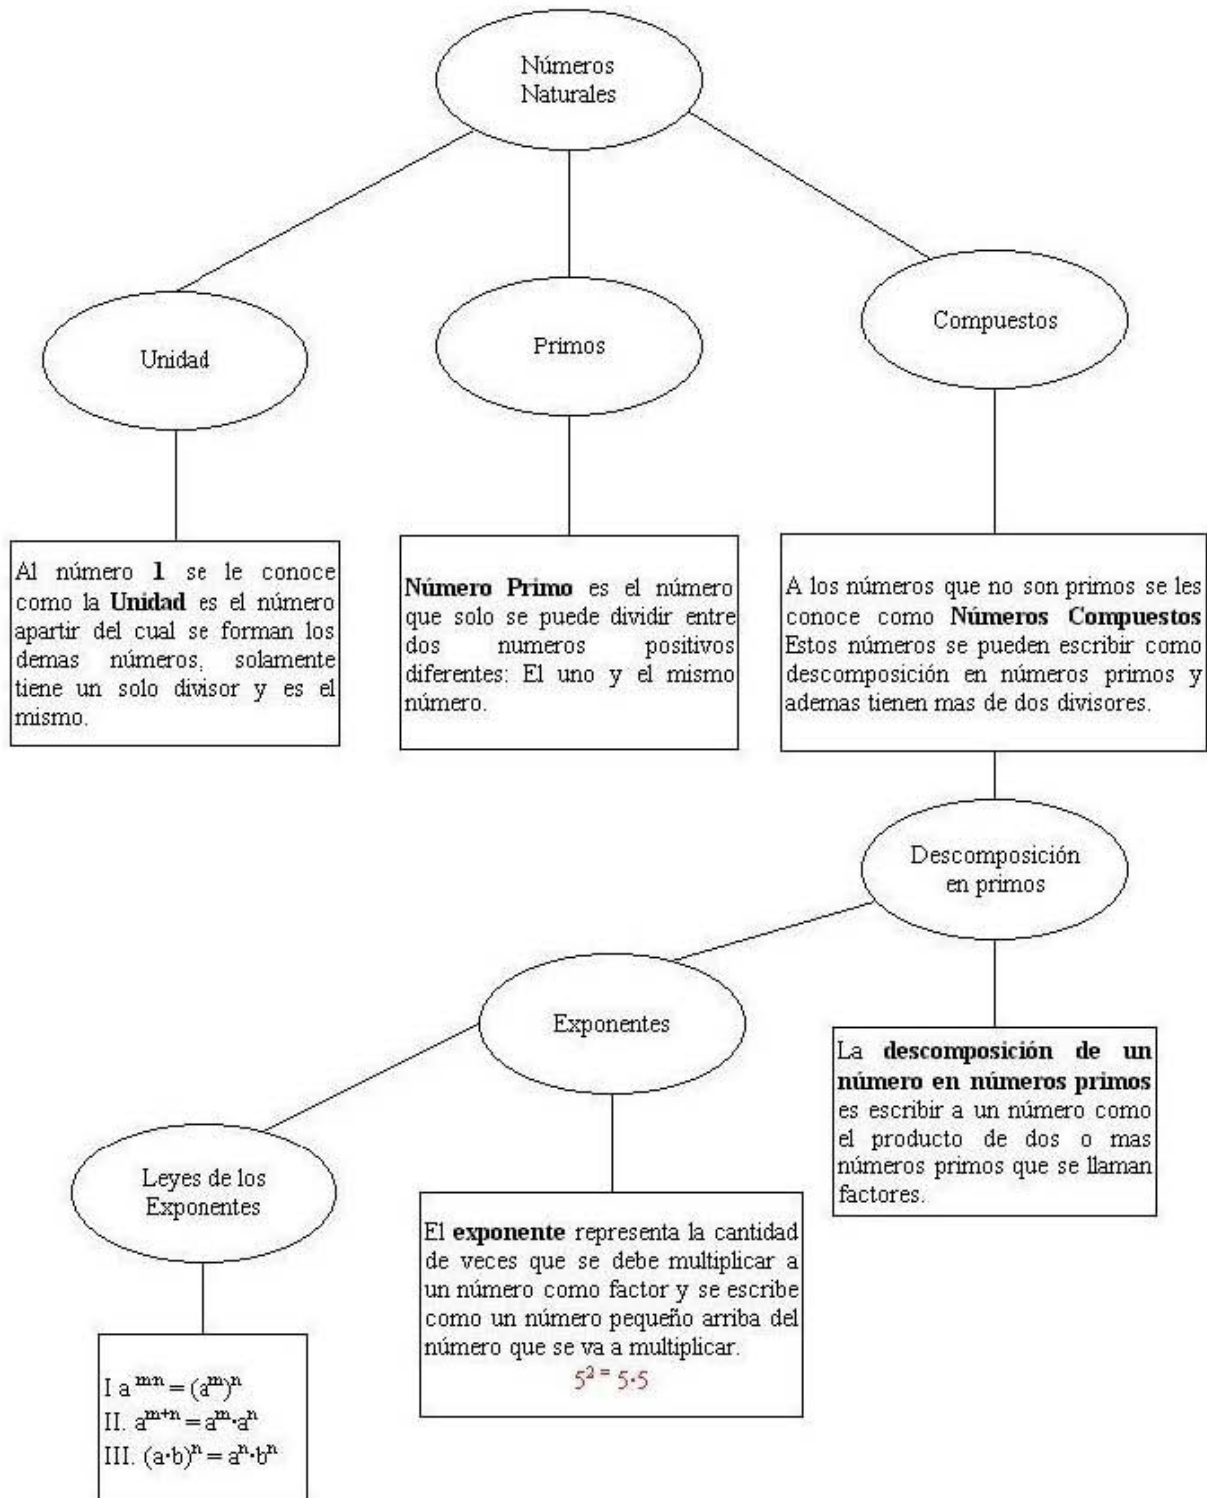 Números
Naturales
Unidad
Primos
Compuestos
Al número 1 se le conoce
como la Unidad es el número
apartir del cual se forman los
demas números, solamente
tiene un solo divisor y es el
mismo.
Número Primo es el número
que solo se puede dividir entre
dos numeros positivos
diferentes: El uno y el mismo
número.
A los números que no son primos se les
conoce como Números Compuestos
Estos números se pueden escribir como
descomposición en números primos y
ademas tienen mas de dos divisores.
Descomposición
en primos
Exponentes
La descomposición de un
número en números primos
es escribir a un número como
el producto de dos o mas
números primos que se llaman
factores.
Leyes de los
Exponentes
El exponente representa la cantidad
de veces que se debe multiplicar a
un número como factor y se escribe
como un número pequeño arriba del
número que se va a multiplicar.
5² ⁼ 5·5
I a^m·n = (a^m)^n
II. a^m+n = a^m·a^n
III. (a·b)^n = a^n·b^n